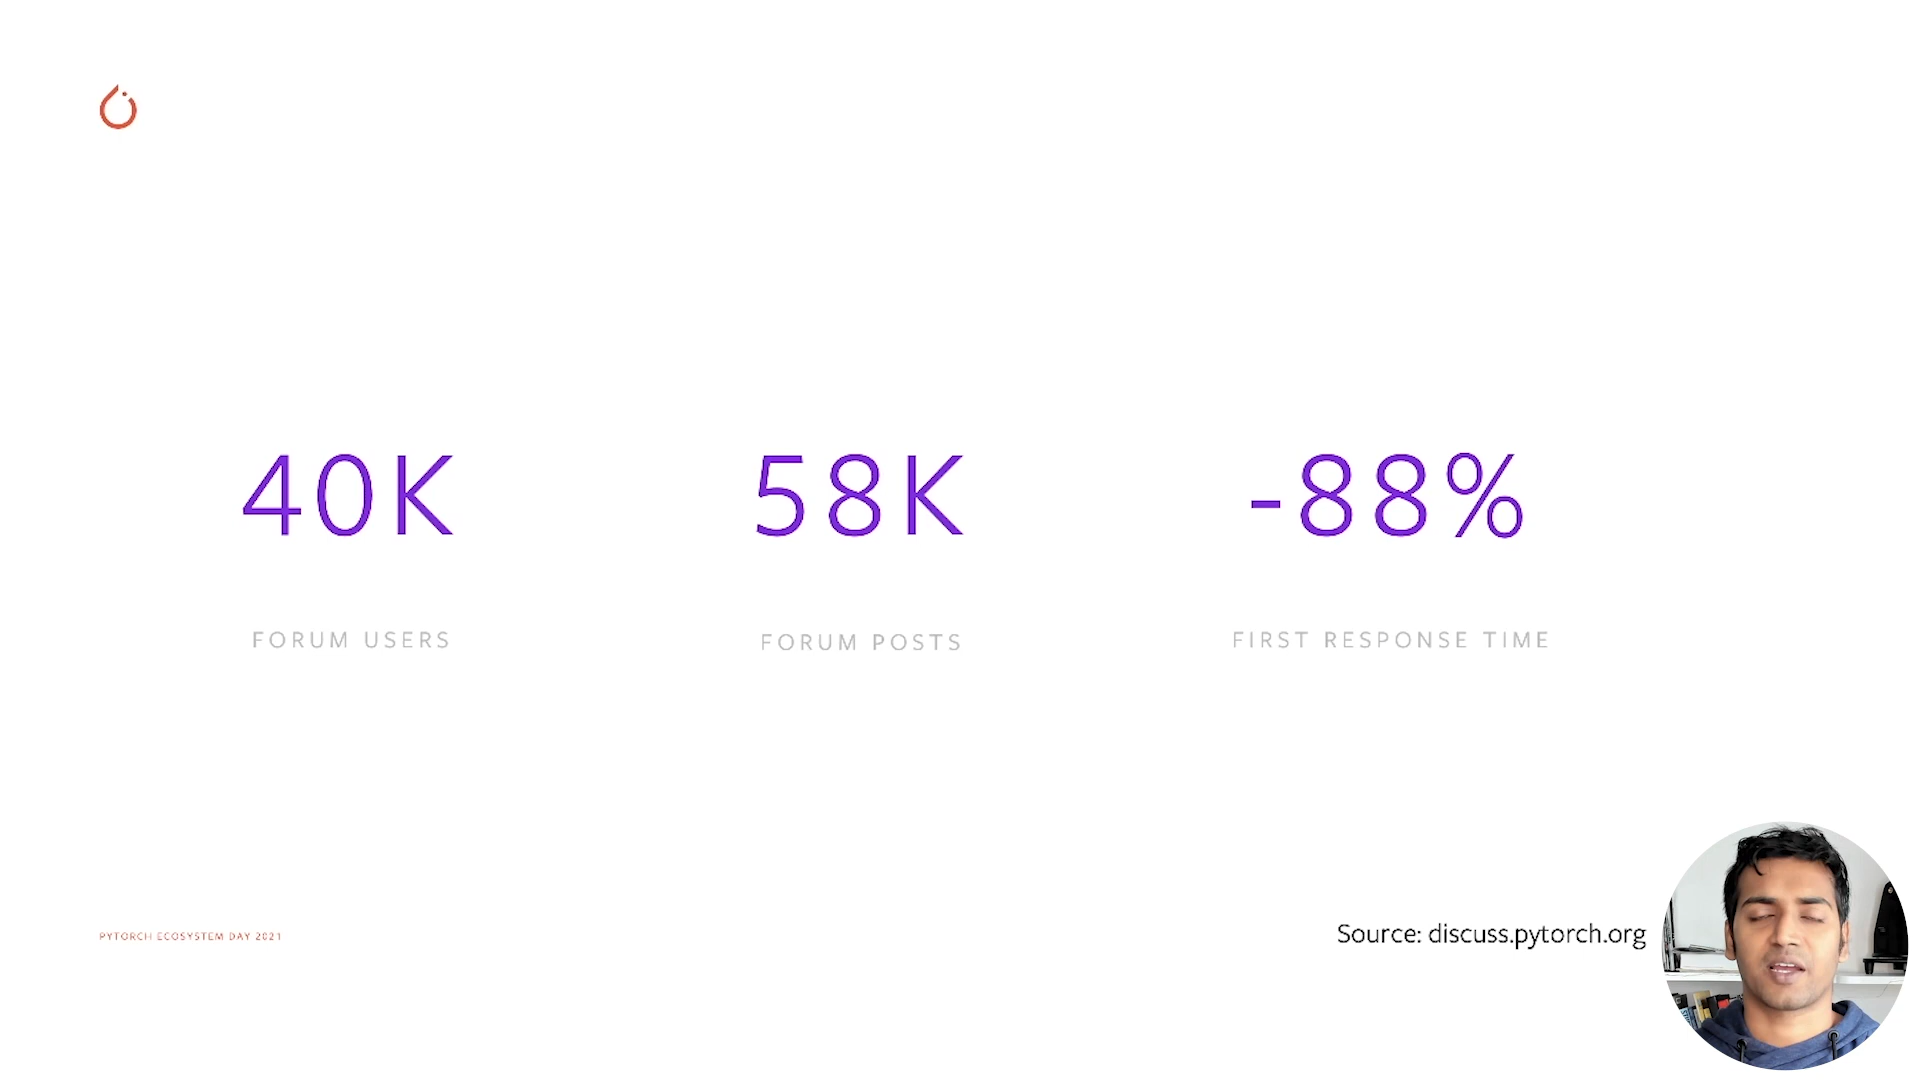 40K
58K
-88%
FORUM USERS
FORUM POSTS
FIRST RESPONSE TIME
PYTORCH ECOSYSTEM DAY 2021
Source: discuss.pytorch.org